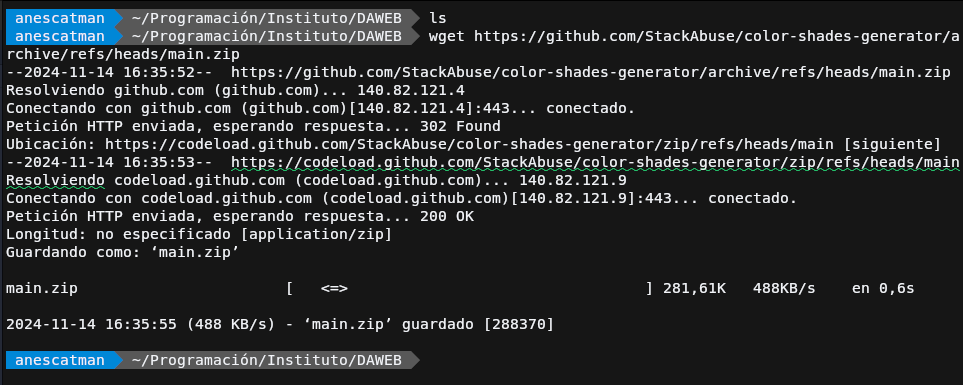 anescatman ~/Programación/Instituto/DAWEB ls
anescatman ~/Programación/Instituto/DAWEB wget https://github.com/StackAbuse/color-shades-generator/a
rchive/refs/heads/main.zip
--2024-11-14 16:35:52-- https://github.com/StackAbuse/color-shades-generator/archive/refs/heads/main.zip
Resolviendo github.com (github.com)... 140.82.121.4
Conectando con github.com (github.com)[140.82.121.4]:443... conectado.
Petición HTTP enviada, esperando respuesta... 302 Found
Ubicación: https://codeload.github.com/StackAbuse/color-shades-generator/zip/refs/heads/main [siguiente]
--2024-11-14 16:35:53-- https://codeload.github.com/StackAbuse/color-shades-generator/zip/refs/heads/main
Resolviendo codeload.github.com (codeload.github.com)... 140.82.121.9
Conectando con codeload.github.com (codeload.github.com)[140.82.121.9]:443... conectado.
Petición HTTP enviada, esperando respuesta... 200 OK
Longitud: no especificado [application/zip]
Guardando como: ‘main.zip’
main.zip [ <=> ] 281,61K 488KB/s en 0,6s
2024-11-14 16:35:55 (488 KB/s) - ‘main.zip’ guardado [288370]
anescatman ~/Programación/Instituto/DAWEB